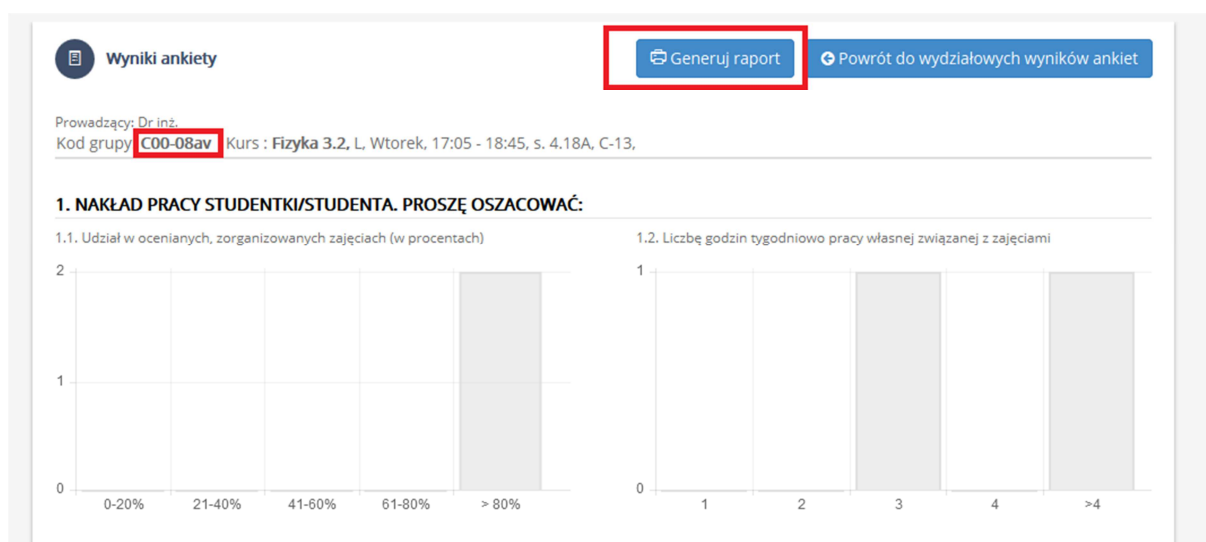 Wyniki ankiety
Generuj raport
Powrót do wydziałowych wyników ankiet
Prowadzący: Dr inż.
Kod grupy C00-08av Kurs : Fizyka 3.2, L, Wtorek, 17:05 - 18:45, s. 4.18A, C-13,
1. NAKŁAD PRACY STUDENTKI/STUDENTA. PROSZĘ OSZACOWAĆ:
1.1. Udział w ocenianych, zorganizowanych zajęciach (w procentach)
2
1
0
0-20% 21-40% 41-60% 61-80% > 80%
1.2. Liczbę godzin tygodniowo pracy własnej związanej z zajęciami
1
0
1 2 3 4 >4